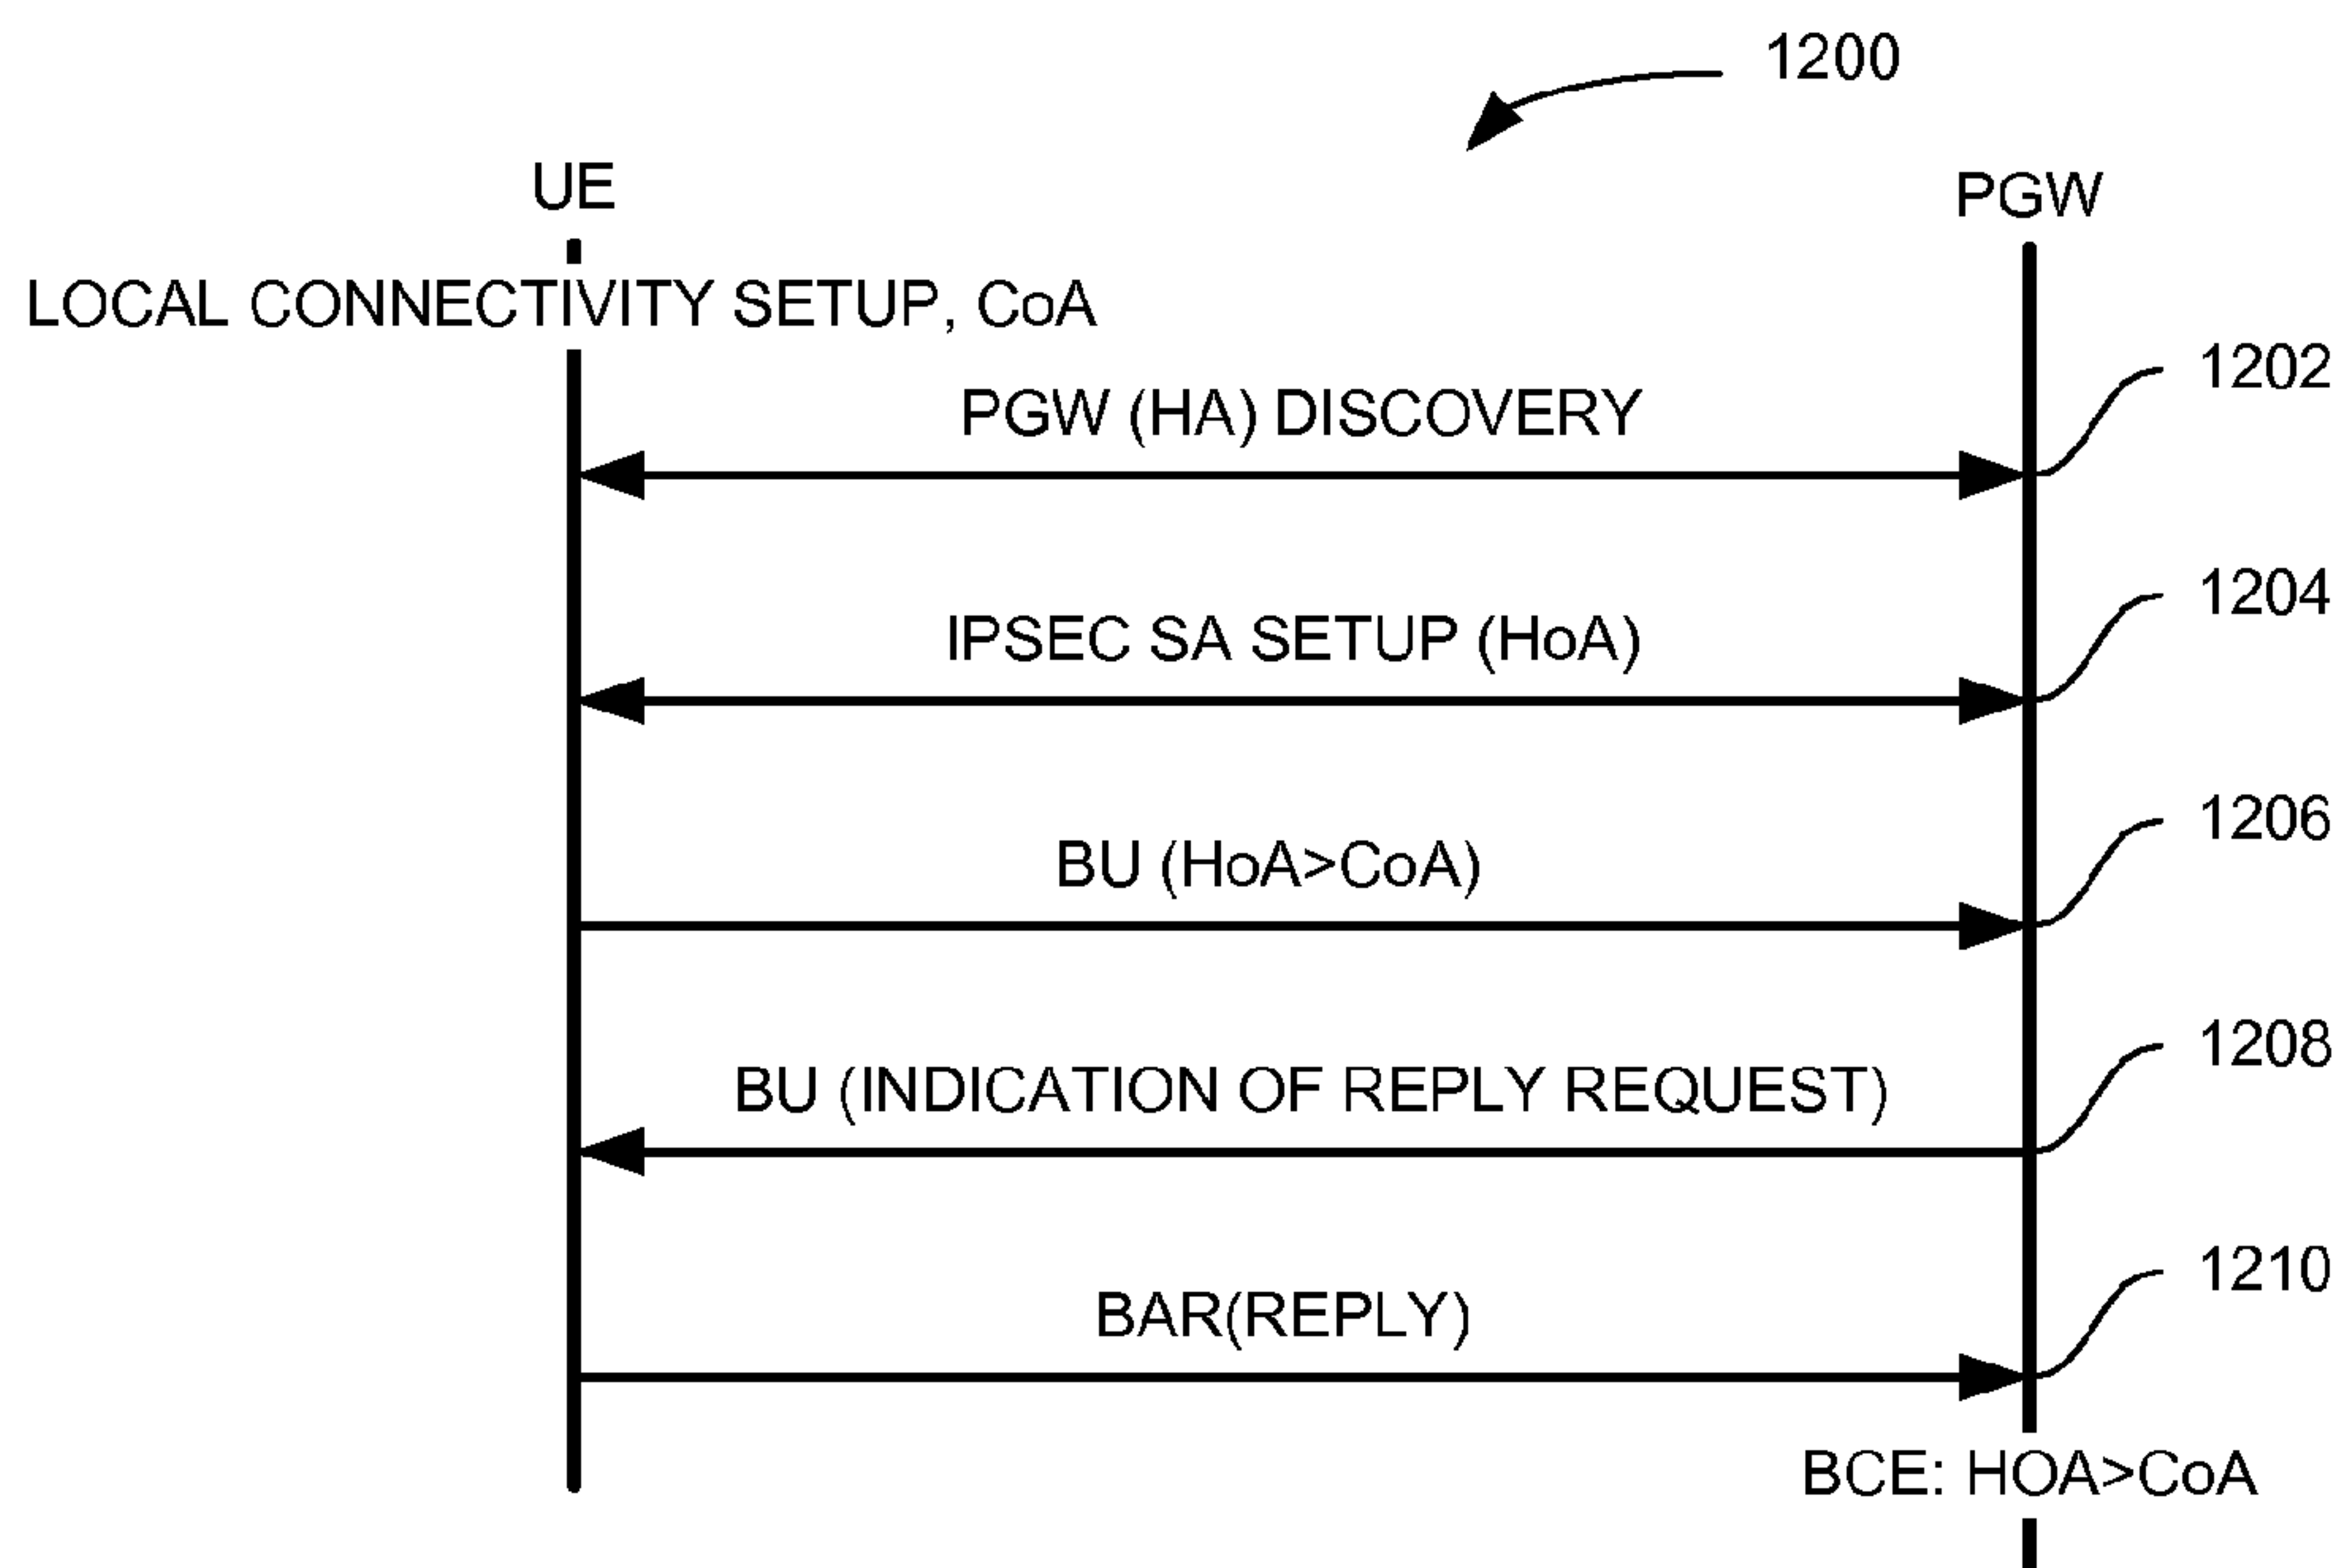 1200
UE
PGW
LOCAL CONNECTIVITY SETUP, CoA
1202
PGW (HA) DISCOVERY
1204
IPSEC SA SETUP (HoA)
1206
BU (HoA>CoA)
1208
BU (INDICATION OF REPLY REQUEST)
1210
BAR(REPLY)
BCE: HOA>CoA